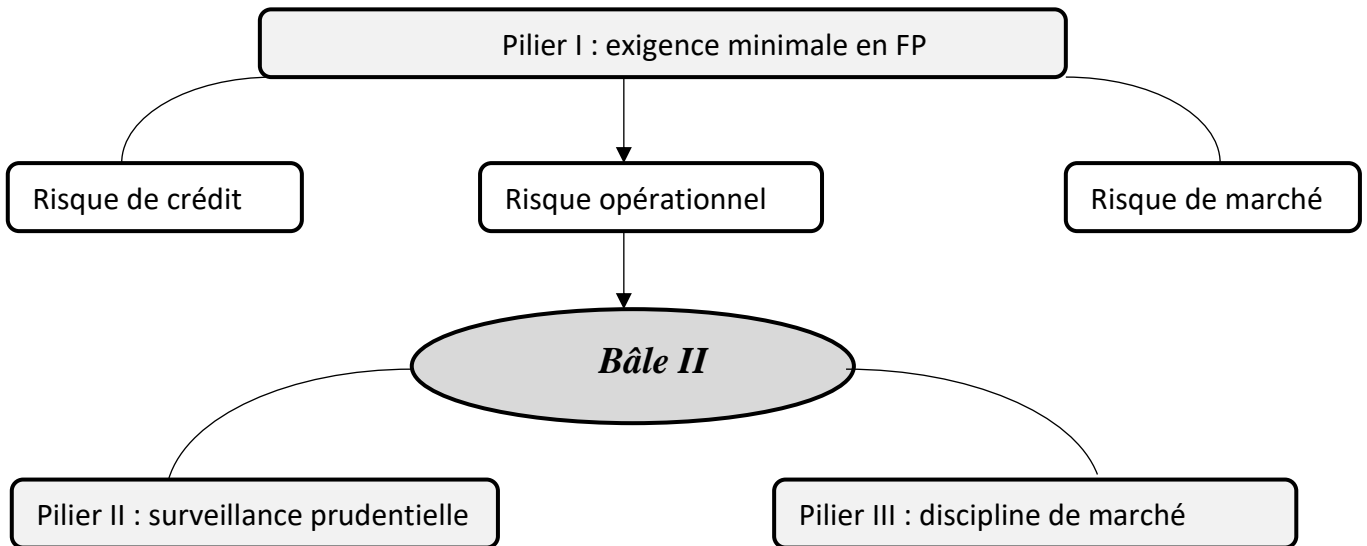 Pilier I : exigence minimale en FP
Risque de crédit
Risque opérationnel
Risque de marché
Bâle II
Pilier II : surveillance prudentielle
Pilier III : discipline de marché